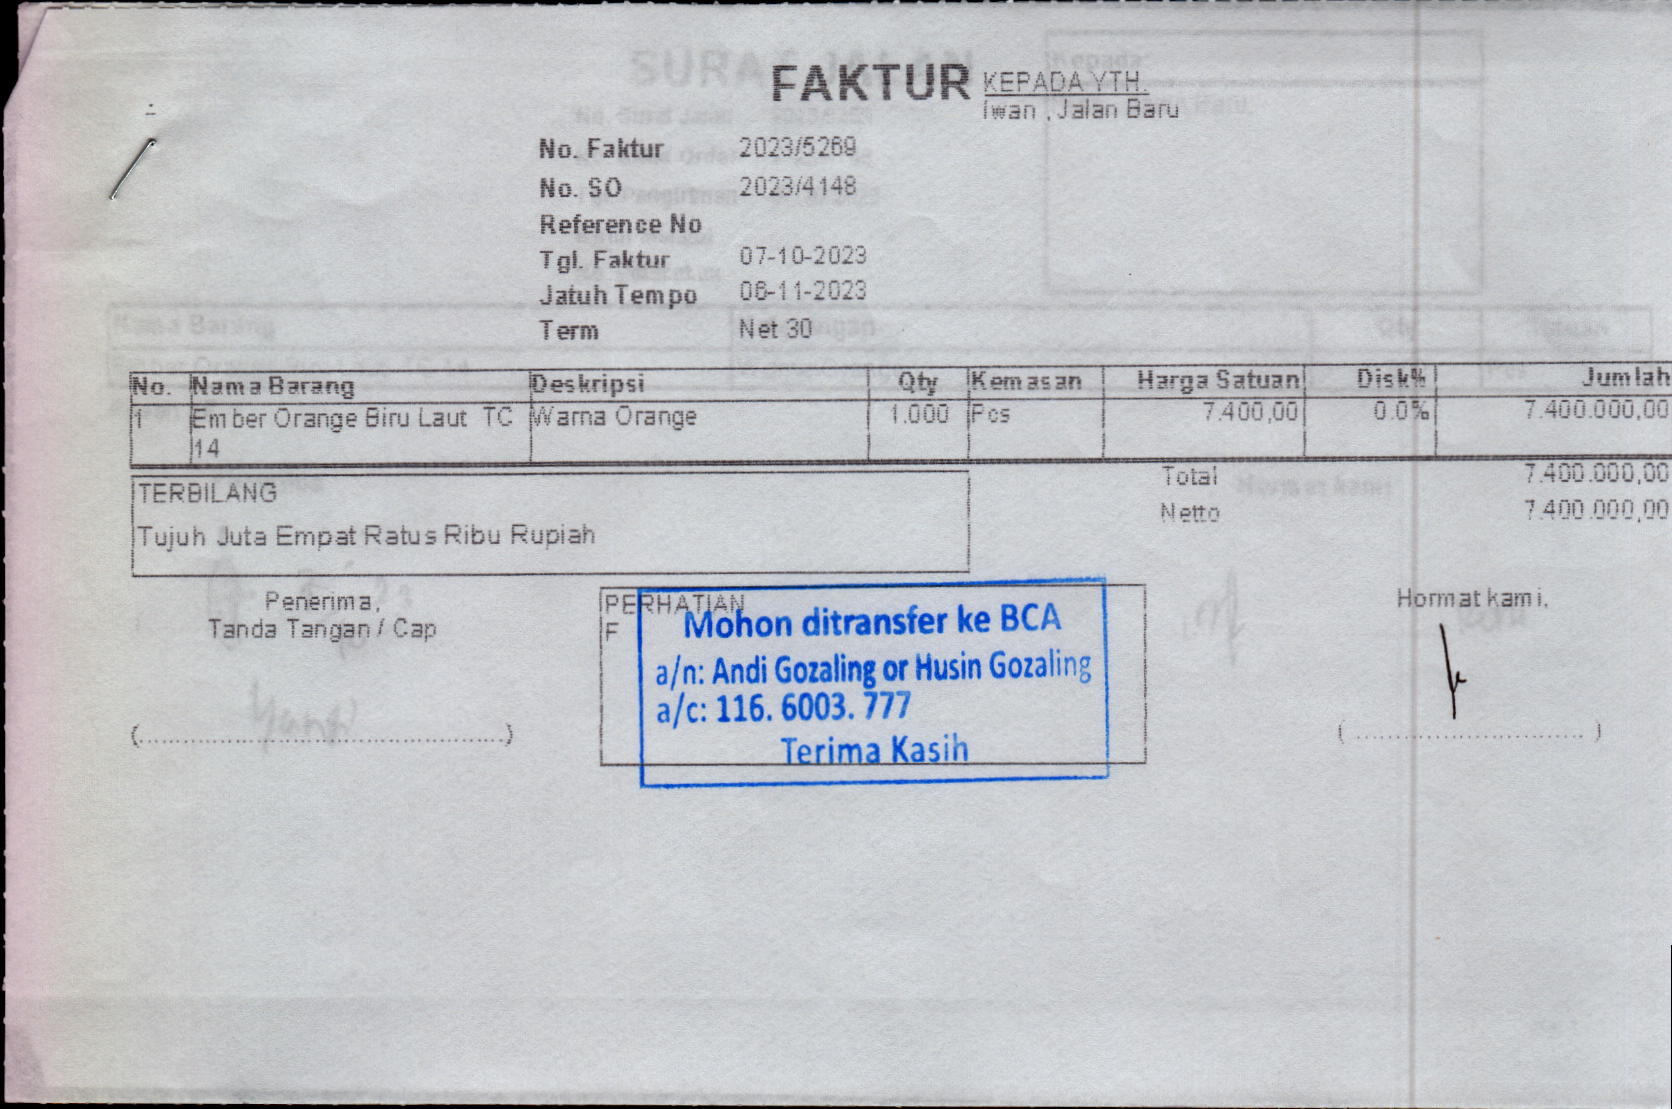 FAKTUR
KEPADA YTH.
Iwan , Jalan Baru
No. Faktur 2023/5269
No. SO 2023/4148
Reference No
Tgl. Faktur 07-10-2023
Jatuh Tempo 06-11-2023
Term Net 30
No. Nama Barang Deskripsi Qty Kemasan Harga Satuan Disk% Jumlah
1 Ember Orange Biru Laut TC Warna Orange 1.000 Pcs 7.400,00 0.0% 7.400.000,00
14
Total 7.400.000,00
Netto 7.400.000,00
TERBILANG
Tujuh Juta Empat Ratus Ribu Rupiah
Penerima,
Tanda Tangan / Cap
PERHATIAN
F
Mohon ditransfer ke BCA
a/n: Andi Gozaling or Husin Gozaling
a/c: 116. 6003. 777
Terima Kasih
Hormat kami,
(..............................................) 
( .............................. )